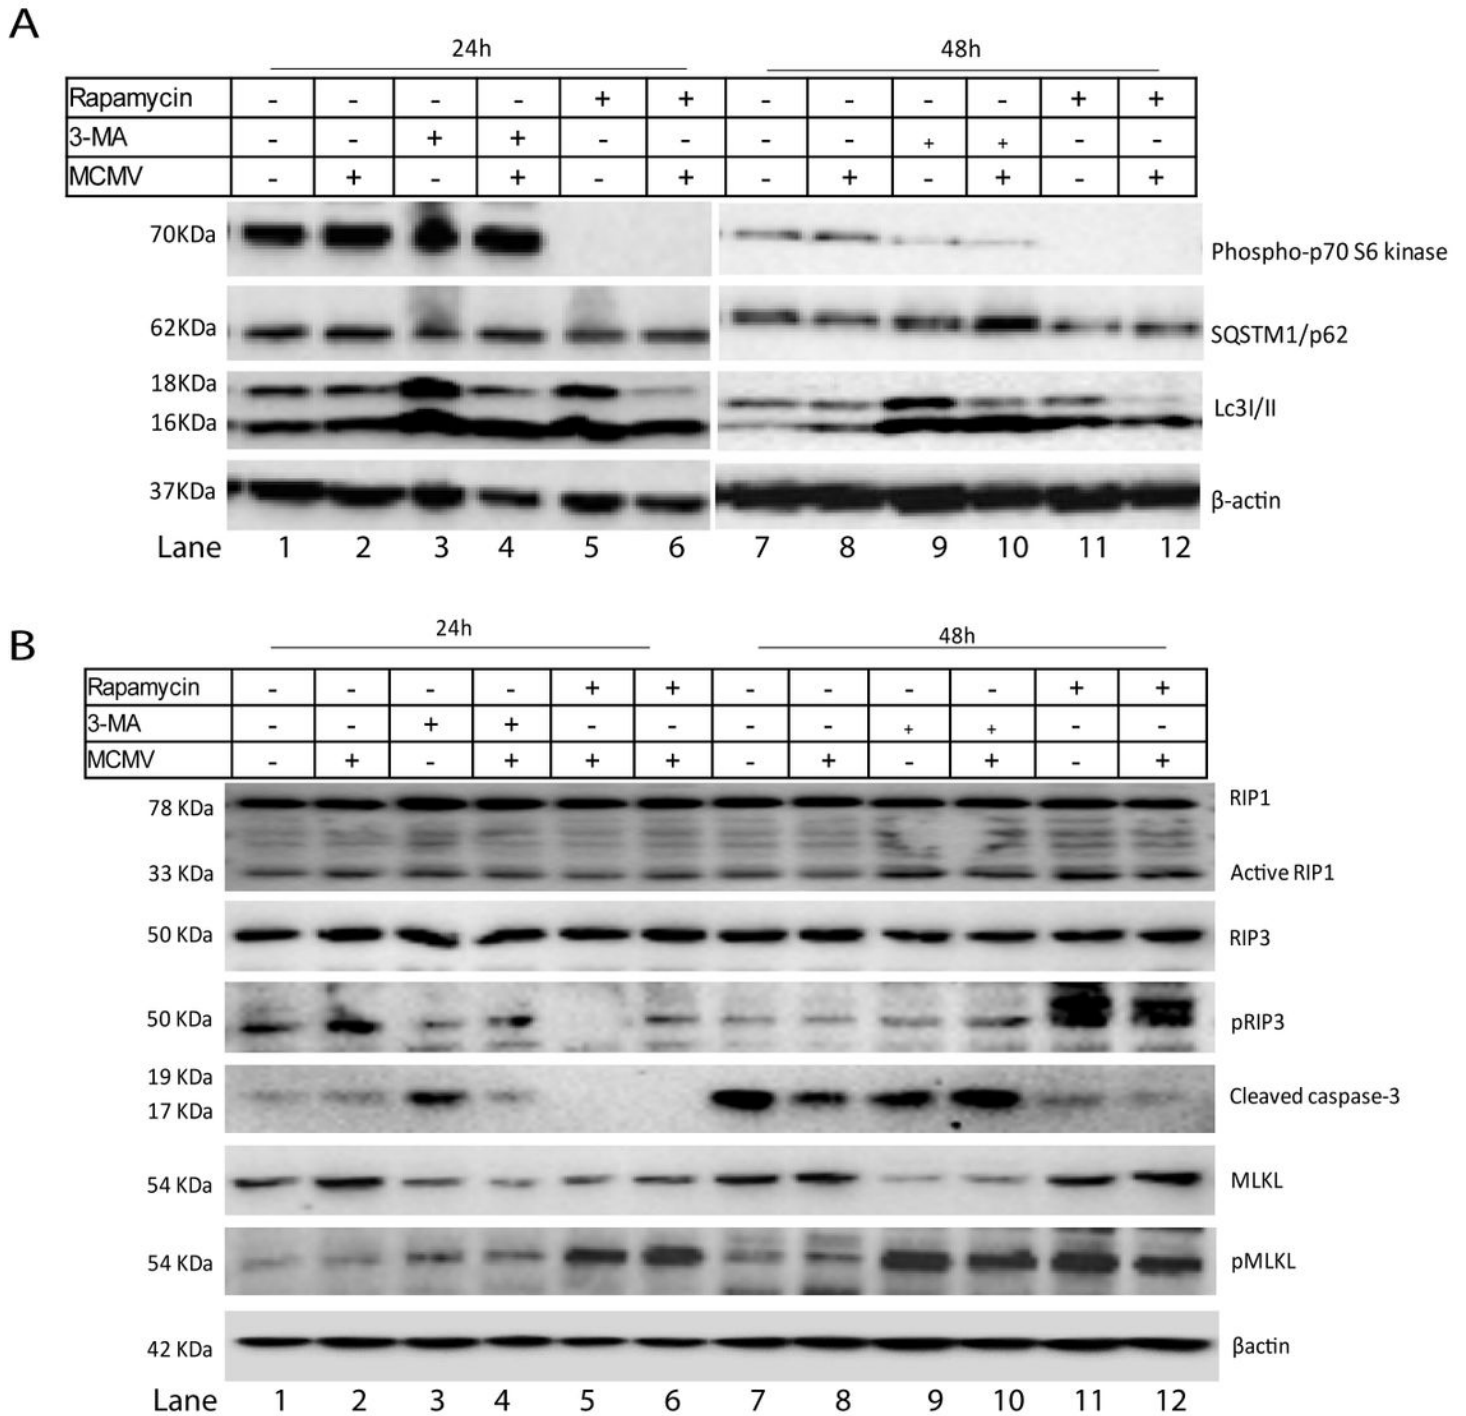 A
24h 48h
Rapamycin - - - - + + - - - - + +
3-MA - - + + - - - - + + - -
MCMV - + - + - + - + - + - +
70KDa Phospho-p70 S6 kinase
62KDa SQSTM1/p62
18KDa
16KDa Lc3I/II
37KDa β-actin
Lane 1 2 3 4 5 6 7 8 9 10 11 12
B
24h 48h
Rapamycin - - - - + + - - - - + +
3-MA - - + + - - - - + + - -
MCMV - + - + + + - + - + - +
78 KDa RIP1
33 KDa Active RIP1
50 KDa RIP3
50 KDa pRIP3
19 KDa
17 KDa Cleaved caspase-3
54 KDa MLKL
54 KDa pMLKL
42 KDa βactin
Lane 1 2 3 4 5 6 7 8 9 10 11 12